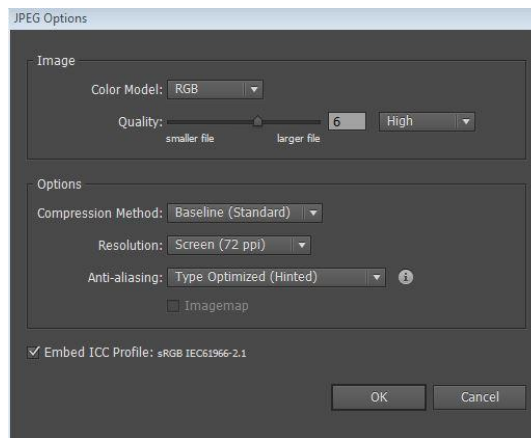 JPEG Options
Image
Color Model: RGB
Quality: 6 High
smaller file larger file
Options
Compression Method: Baseline (Standard)
Resolution: Screen (72 ppi)
Anti-aliasing: Type Optimized (Hinted)
Imagemap
Embed ICC Profile: sRGB IEC61966-2.1
OK Cancel